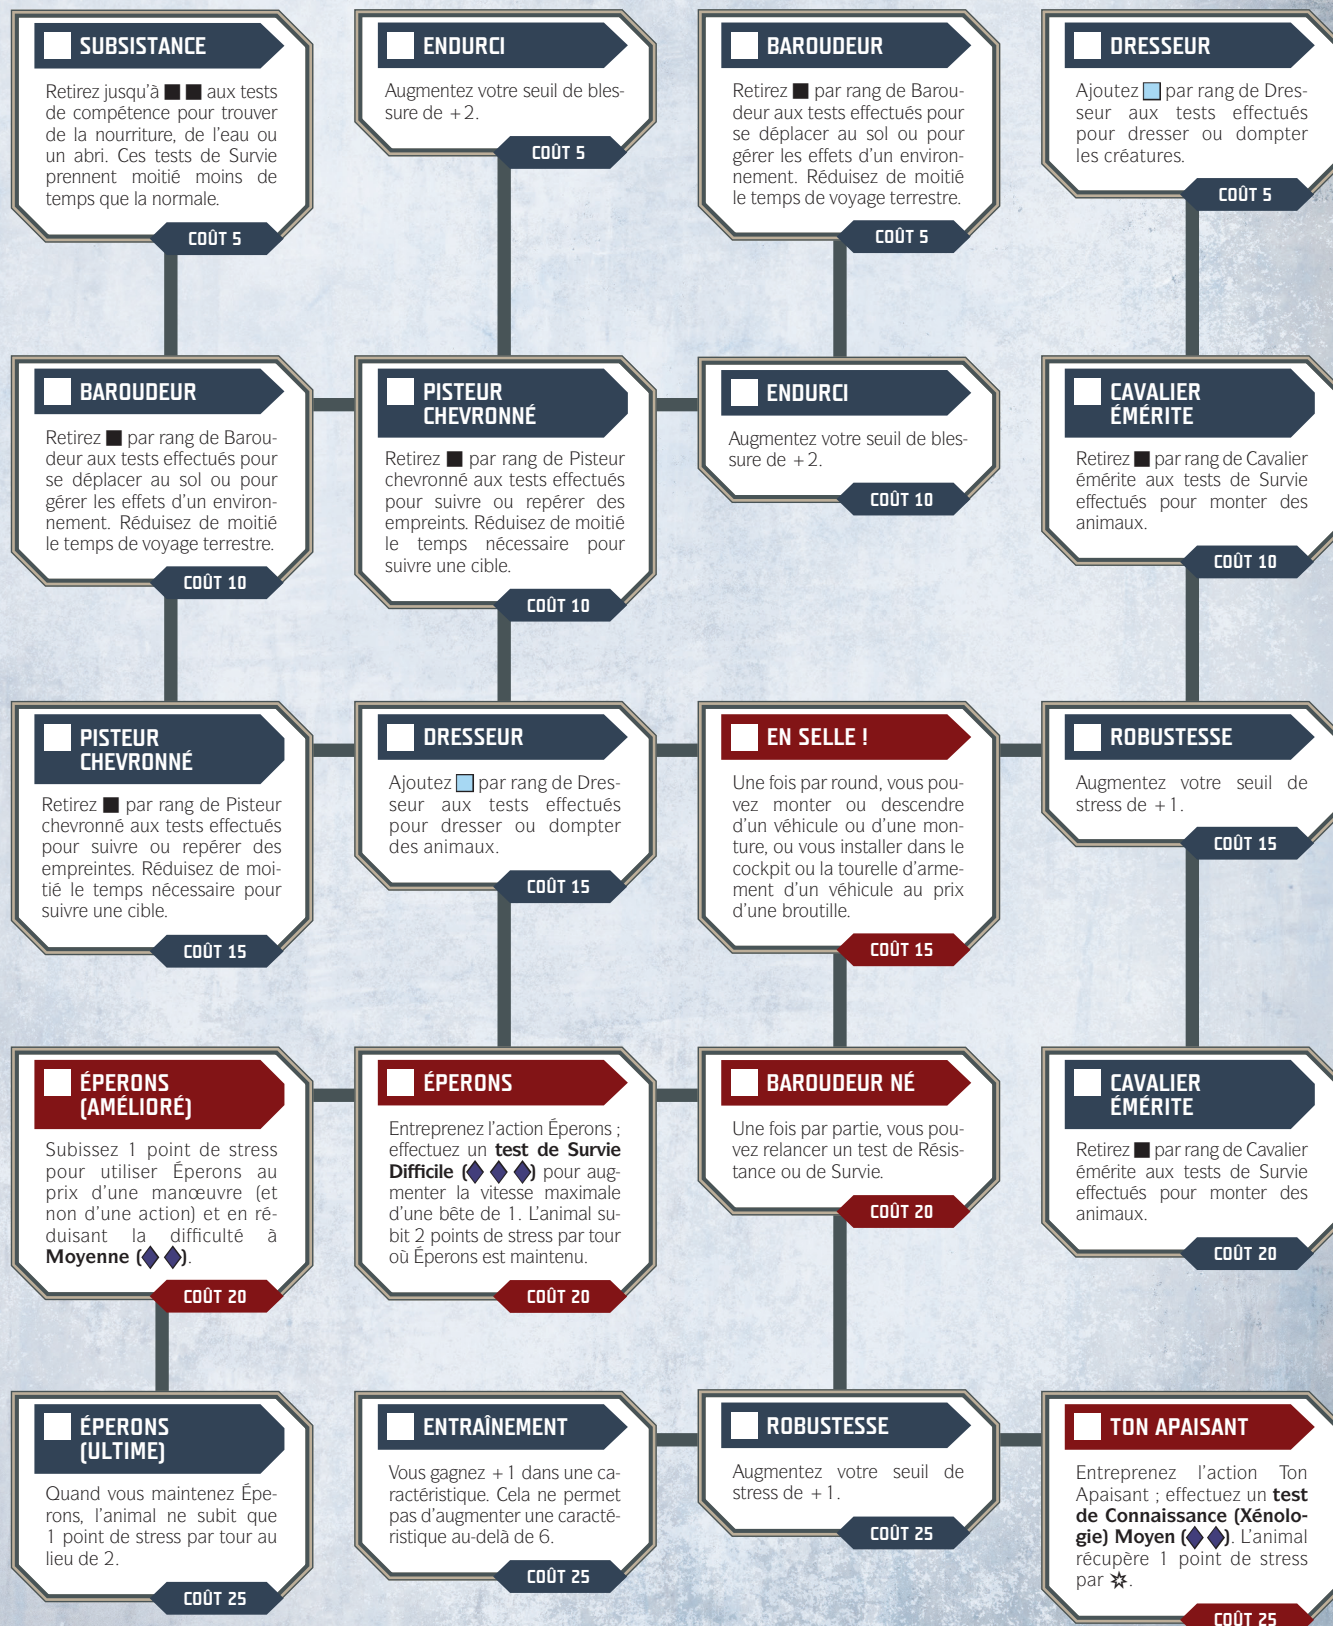 SUBSISTANCE
Retirez jusqu'à ■ ■ aux tests
de compétence pour trouver
de la nourriture, de l'eau ou
un abri. Ces tests de Survie
prennent moitié moins de
temps que la normale.
COÛT 5
ENDURCI
Augmentez votre seuil de bles-
sure de +2.
COÛT 5
BAROUDEUR
Retirez ■ par rang de Barou-
deur aux tests effectués pour
se déplacer au sol ou pour
gérer les effets d'un environ-
nement. Réduisez de moitié
le temps de voyage terrestre.
COÛT 5
DRESSEUR
Ajoutez □ par rang de Dres-
seur aux tests effectués
pour dresser ou dompter
les créatures.
COÛT 5
BAROUDEUR
Retirez ■ par rang de Barou-
deur aux tests effectués pour
se déplacer au sol ou pour
gérer les effets d'un environ-
nement. Réduisez de moitié
le temps de voyage terrestre.
COÛT 10
PISTEUR
CHEVRONNÉ
Retirez ■ par rang de Pisteur
chevronné aux tests effectués
pour suivre ou repérer des
empreints. Réduisez de moitié
le temps nécessaire pour
suivre une cible.
COÛT 10
ENDURCI
Augmentez votre seuil de bles-
sure de +2.
COÛT 10
CAVALIER
ÉMÉRITE
Retirez ■ par rang de Cavalier
émérite aux tests de Survie
effectués pour monter des
animaux.
COÛT 10
PISTEUR
CHEVRONNÉ
Retirez ■ par rang de Pisteur
chevronné aux tests effectués
pour suivre ou repérer des
empreintes. Réduisez de moi-
tié le temps nécessaire pour
suivre une cible.
COÛT 15
DRESSEUR
Ajoutez □ par rang de Dres-
seur aux tests effectués
pour dresser ou dompter
des animaux.
COÛT 15
EN SELLE !
Une fois par round, vous pou-
vez monter ou descendre
d'un véhicule ou d'une mon-
ture, ou vous installer dans le
cockpit ou la tourelle d'arme-
ment d'un véhicule au prix
d'une broutille.
COÛT 15
ROBUSTESSE
Augmentez votre seuil de
stress de +1.
COÛT 15
ÉPERONS
(AMÉLIORÉ)
Subissez 1 point de stress
pour utiliser Éperons au
prix d'une manœuvre (et
non d'une action) et en ré-
duisant la difficulté à
Moyenne (◆ ◆).
COÛT 20
ÉPERONS
Entreprenez l'action Éperons ;
effectuez un test de Survie
Difficile (◆ ◆ ◆) pour aug-
menter la vitesse maximale
d'une bête de 1. L'animal su-
bit 2 points de stress par tour
où Éperons est maintenu.
COÛT 20
BAROUDEUR NÉ
Une fois par partie, vous pou-
vez relancer un test de Résis-
tance ou de Survie.
COÛT 20
CAVALIER
ÉMÉRITE
Retirez ■ par rang de Cavalier
émérite aux tests de Survie
effectués pour monter des
animaux.
COÛT 20
ÉPERONS
(ULTIME)
Quand vous maintenez Épe-
rons, l'animal ne subit que
1 point de stress par tour au
lieu de 2.
COÛT 25
ENTRAÎNEMENT
Vous gagnez +1 dans une ca-
ractéristique. Cela ne permet
pas d'augmenter une caracté-
ristique au-delà de 6.
COÛT 25
ROBUSTESSE
Augmentez votre seuil de
stress de +1.
COÛT 25
TON APAISANT
Entreprenez l'action Ton
Apaisant ; effectuez un test
de Connaissance (Xénolo-
gie) Moyen (◆ ◆). L'animal
récupère 1 point de stress
par ✲.
COÛT 25